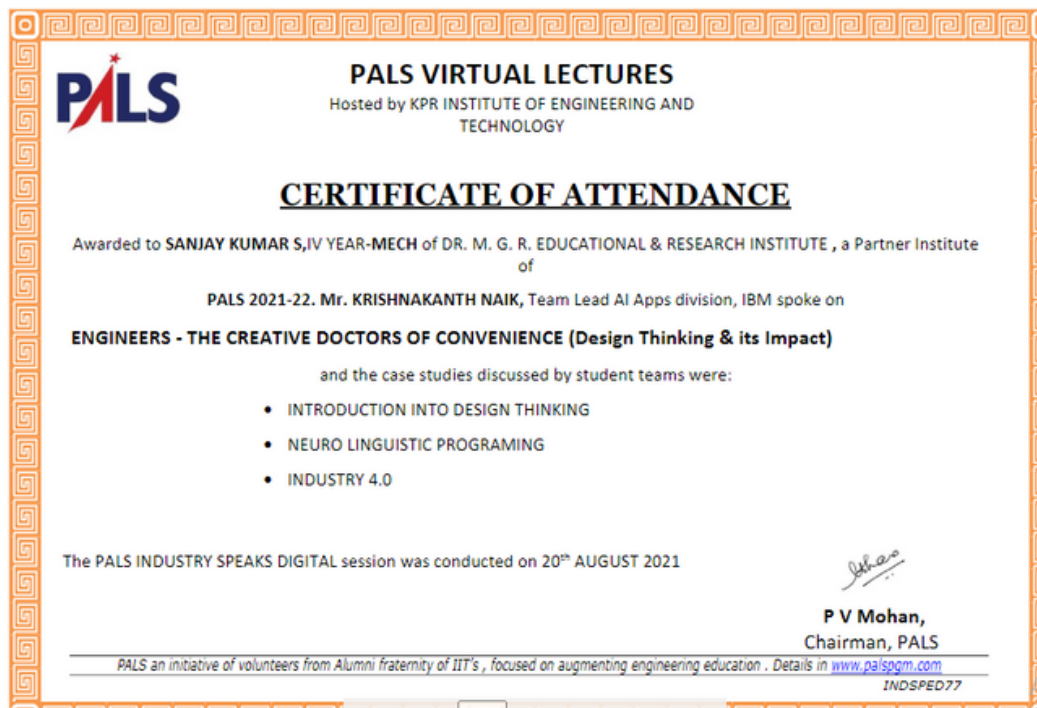 PALS
PALS VIRTUAL LECTURES
Hosted by KPR INSTITUTE OF ENGINEERING AND
TECHNOLOGY
CERTIFICATE OF ATTENDANCE
Awarded to SANJAY KUMAR S,IV YEAR-MECH of DR. M. G. R. EDUCATIONAL & RESEARCH INSTITUTE , a Partner Institute
of
PALS 2021-22. Mr. KRISHNAKANTH NAIK, Team Lead AI Apps division, IBM spoke on
ENGINEERS - THE CREATIVE DOCTORS OF CONVENIENCE (Design Thinking & its Impact)
and the case studies discussed by student teams were:
• INTRODUCTION INTO DESIGN THINKING
• NEURO LINGUISTIC PROGRAMING
• INDUSTRY 4.0
The PALS INDUSTRY SPEAKS DIGITAL session was conducted on 20th AUGUST 2021
P V Mohan,
Chairman, PALS
PALS an initiative of volunteers from Alumni fraternity of IIT's , focused on augmenting engineering education . Details in www.palspgm.com
INDSPED77